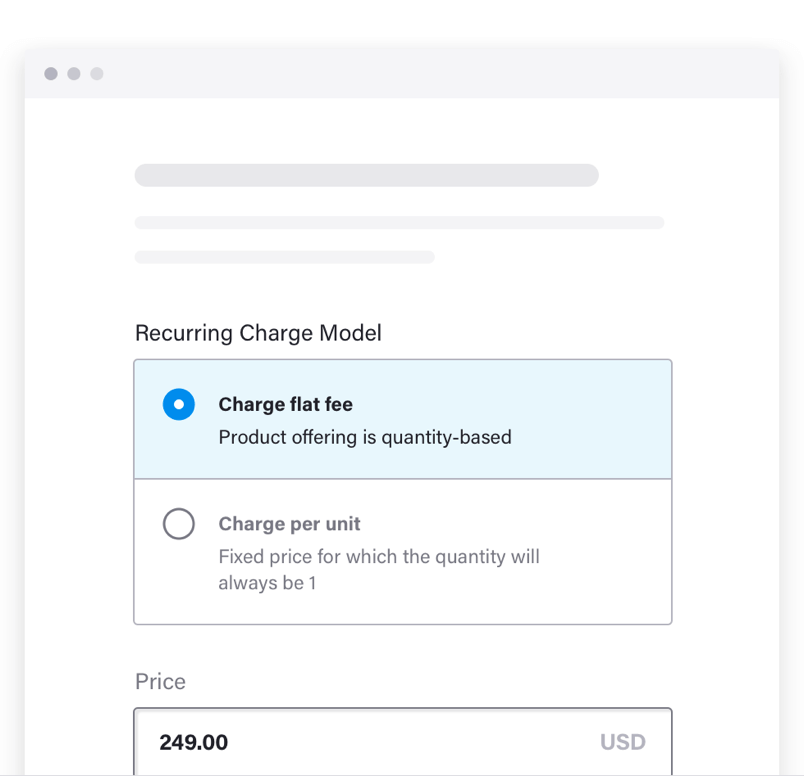 Recurring Charge Model
Charge flat fee
Product offering is quantity-based
Charge per unit
Fixed price for which the quantity will
always be 1
Price
249.00 USD